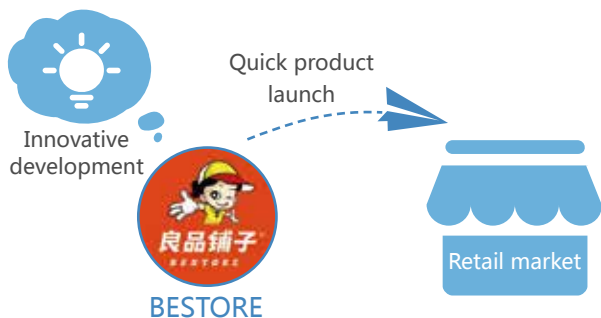 Quick product
launch
Innovative
development
良品铺子
BESTORE
BESTORE
Retail market